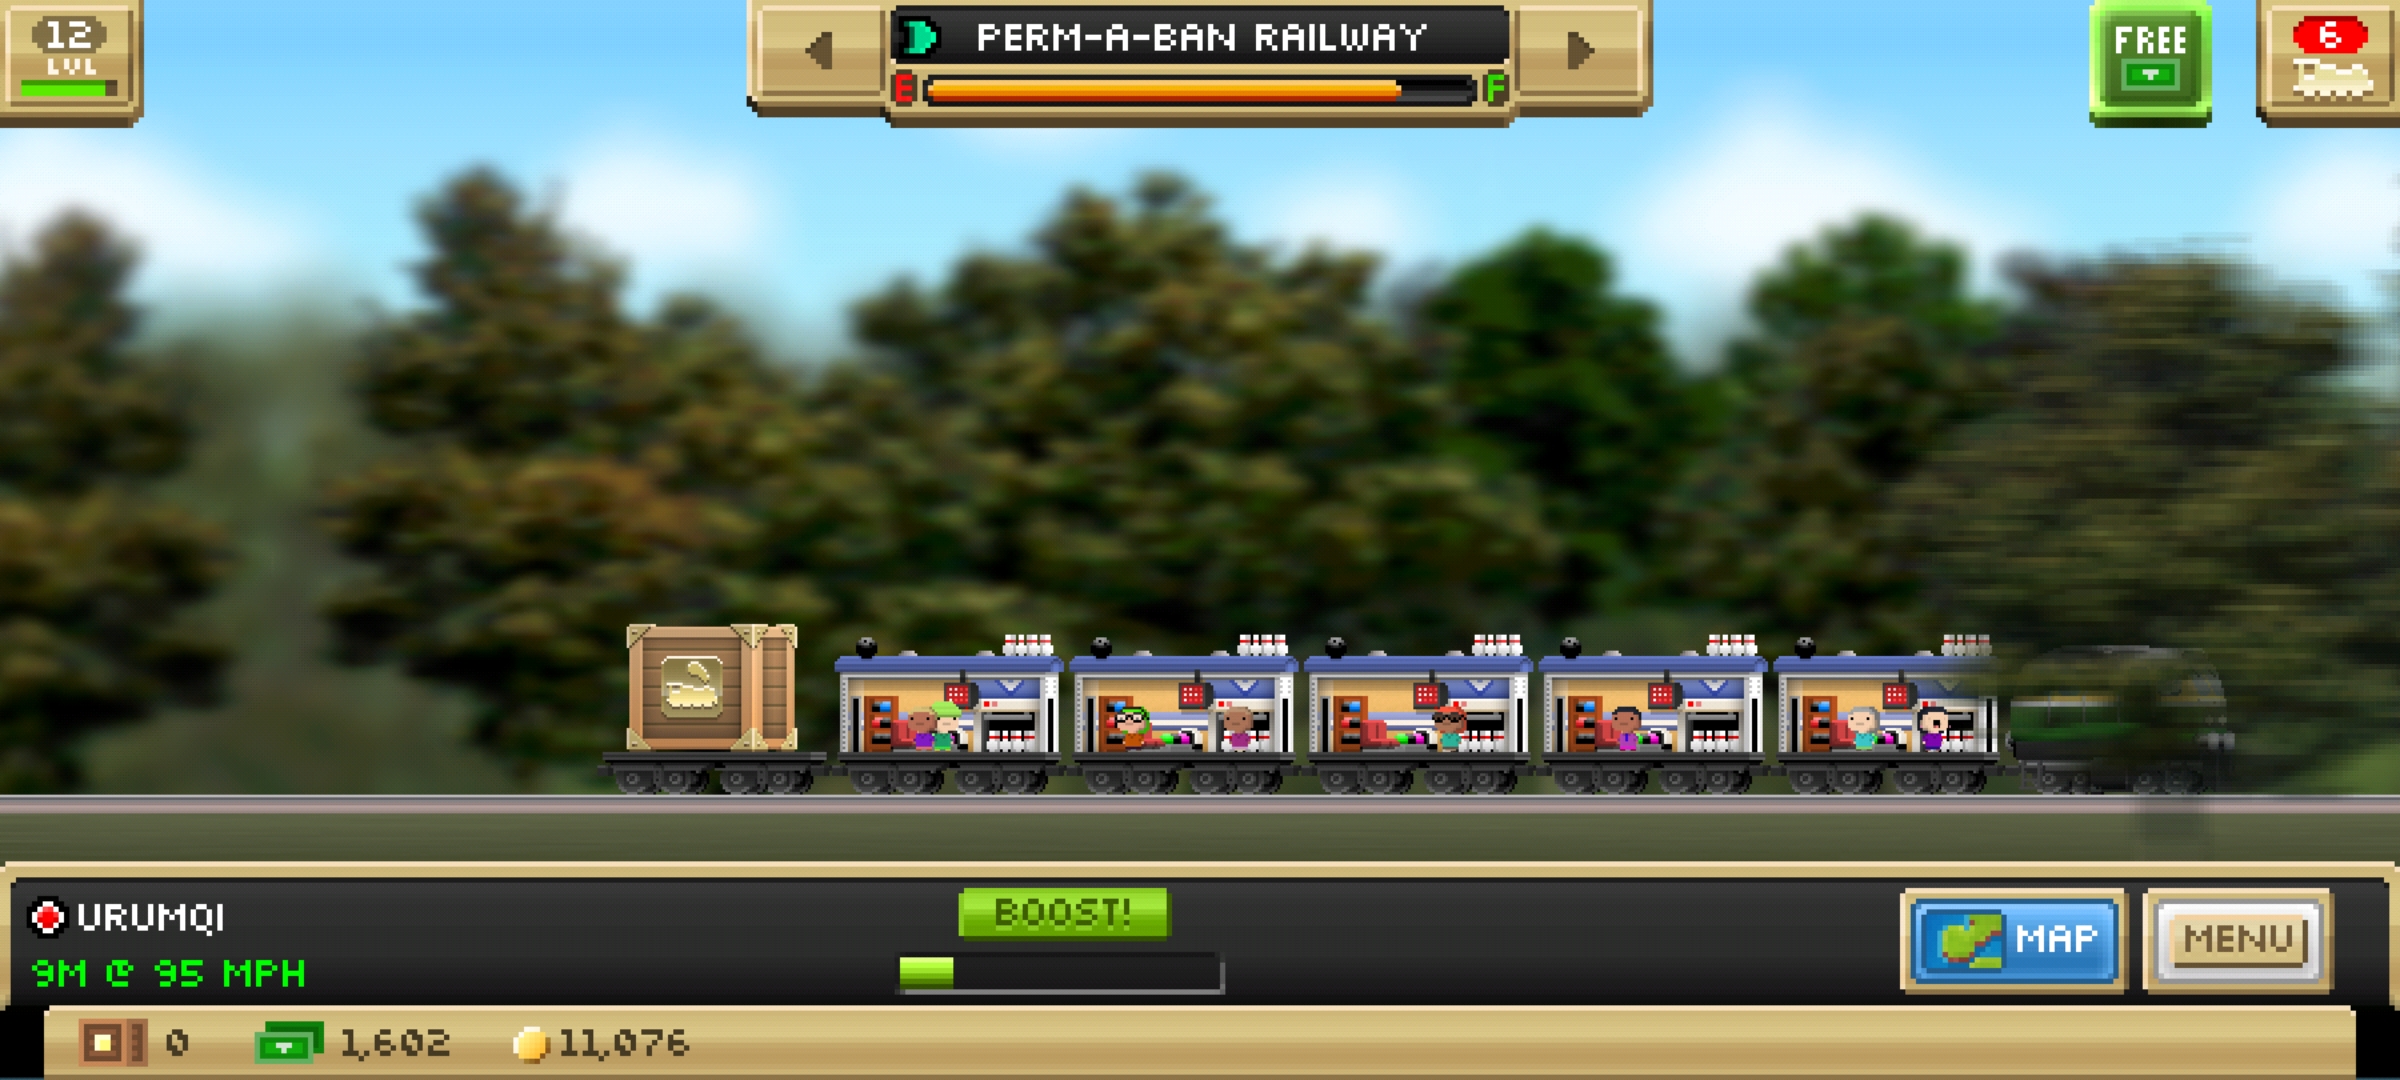 12
LVL
PERM-A-BAN RAILWAY
E F
FREE
6
URUMQI
9M @ 95 MPH
BOOST!
MAP
MENU
0
1,602
11,076